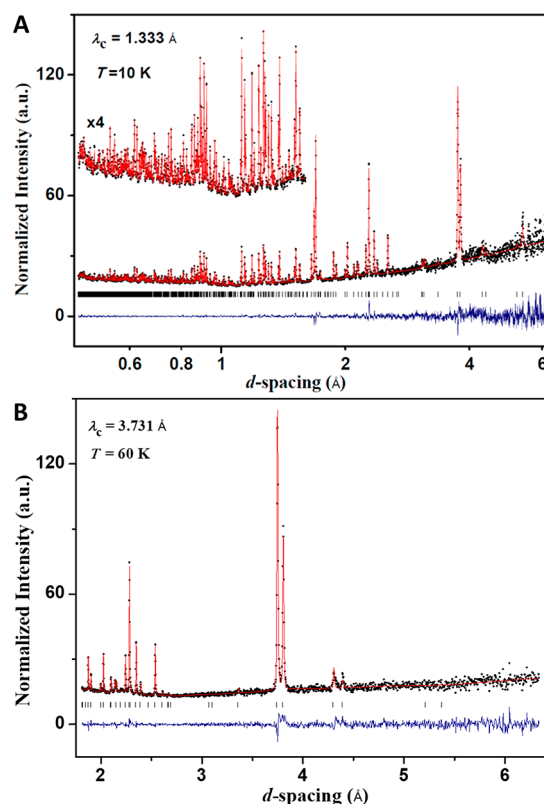 A
λc = 1.333 Å
T =10 K
x4
Normalized Intensity (a.u.)
120
60
0
0.6
0.8
1
2
4
6
d-spacing (Å)
B
λc = 3.731 Å
T = 60 K
Normalized Intensity (a.u.)
120
60
0
2
3
4
5
6
d-spacing (Å)